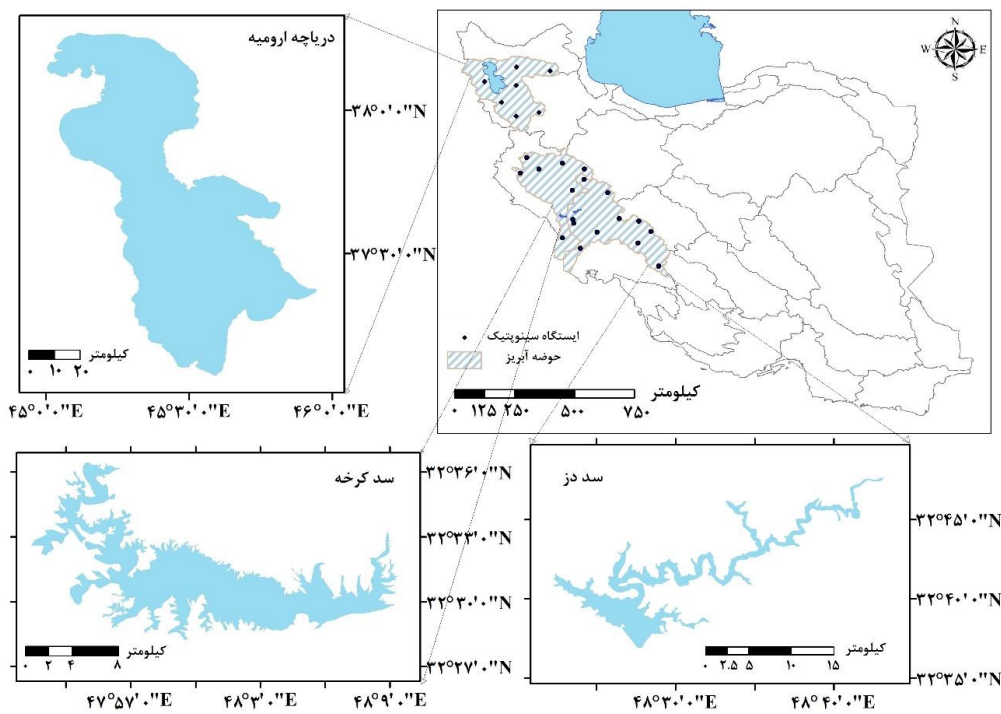 دریاچه ارومیه
۳۸°۰'۰"N
۳۷°۳۰'۰"N
کیلومتر
۰ ۱۰ ۲۰
۴۵°۰'۰"E ۴۵°۳۰'۰"E ۴۶°۰'۰"E
N
W E
S
ایستگاه سینوپتیک
حوضه آبریز
کیلومتر
۰ ۱۲۵ ۲۵۰ ۵۰۰ ۷۵۰
سد کرخه
۳۲°۳۶'۰"N
۳۲°۳۳'۰"N
۳۲°۳۰'۰"N
۳۲°۲۷'۰"N
کیلومتر
۰ ۲ ۴ ۸
۴۷°۵۷'۰"E ۴۸°۳'۰"E ۴۸°۹'۰"E
سد دز
۳۲°۴۵'۰"N
۳۲°۴۰'۰"N
۳۲°۳۵'۰"N
کیلومتر
۰ ۲.۵ ۵ ۱۰ ۱۵
۴۸°۳۰'۰"E ۴۸°۴۰'۰"E